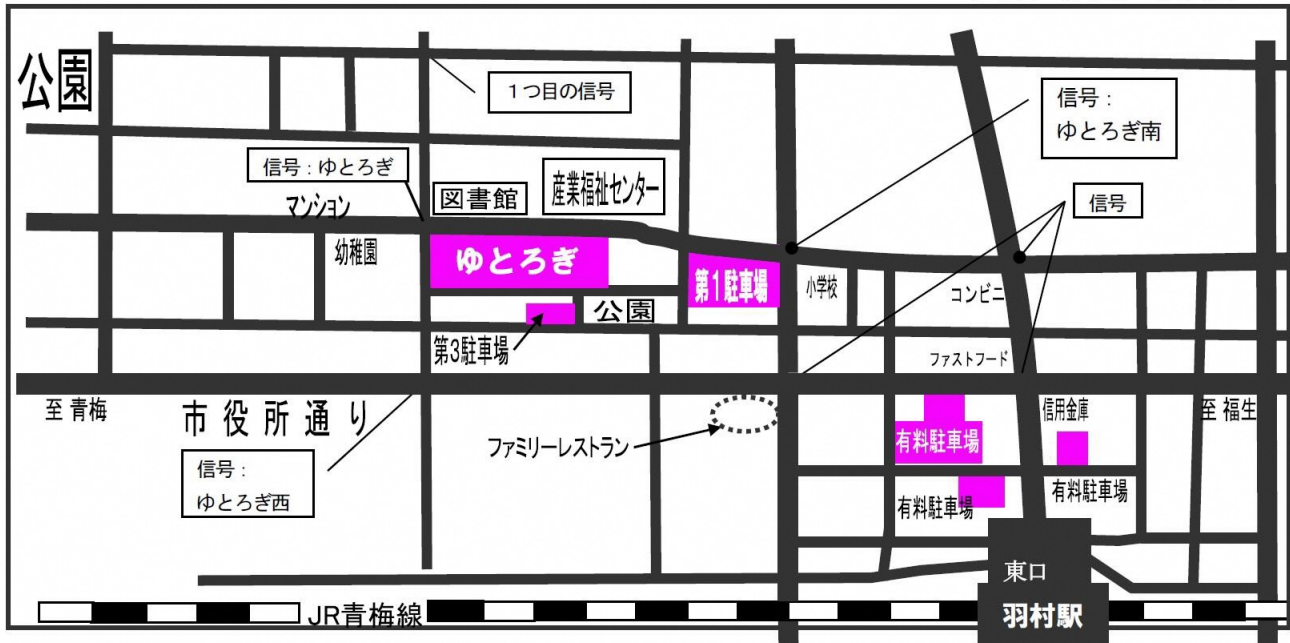 公園
１つ目の信号
信号：
ゆとろぎ南
信号：ゆとろぎ
図書館
産業福祉センター
信号
マンション
幼稚園
ゆとろぎ
第１駐車場
小学校
コンビニ
公園
第3駐車場
ファストフード
至 青梅
市役所通り
信用金庫
至 福生
ファミリーレストラン
有料駐車場
信号：
ゆとろぎ西
有料駐車場
有料駐車場
東口
JR青梅線
羽村駅